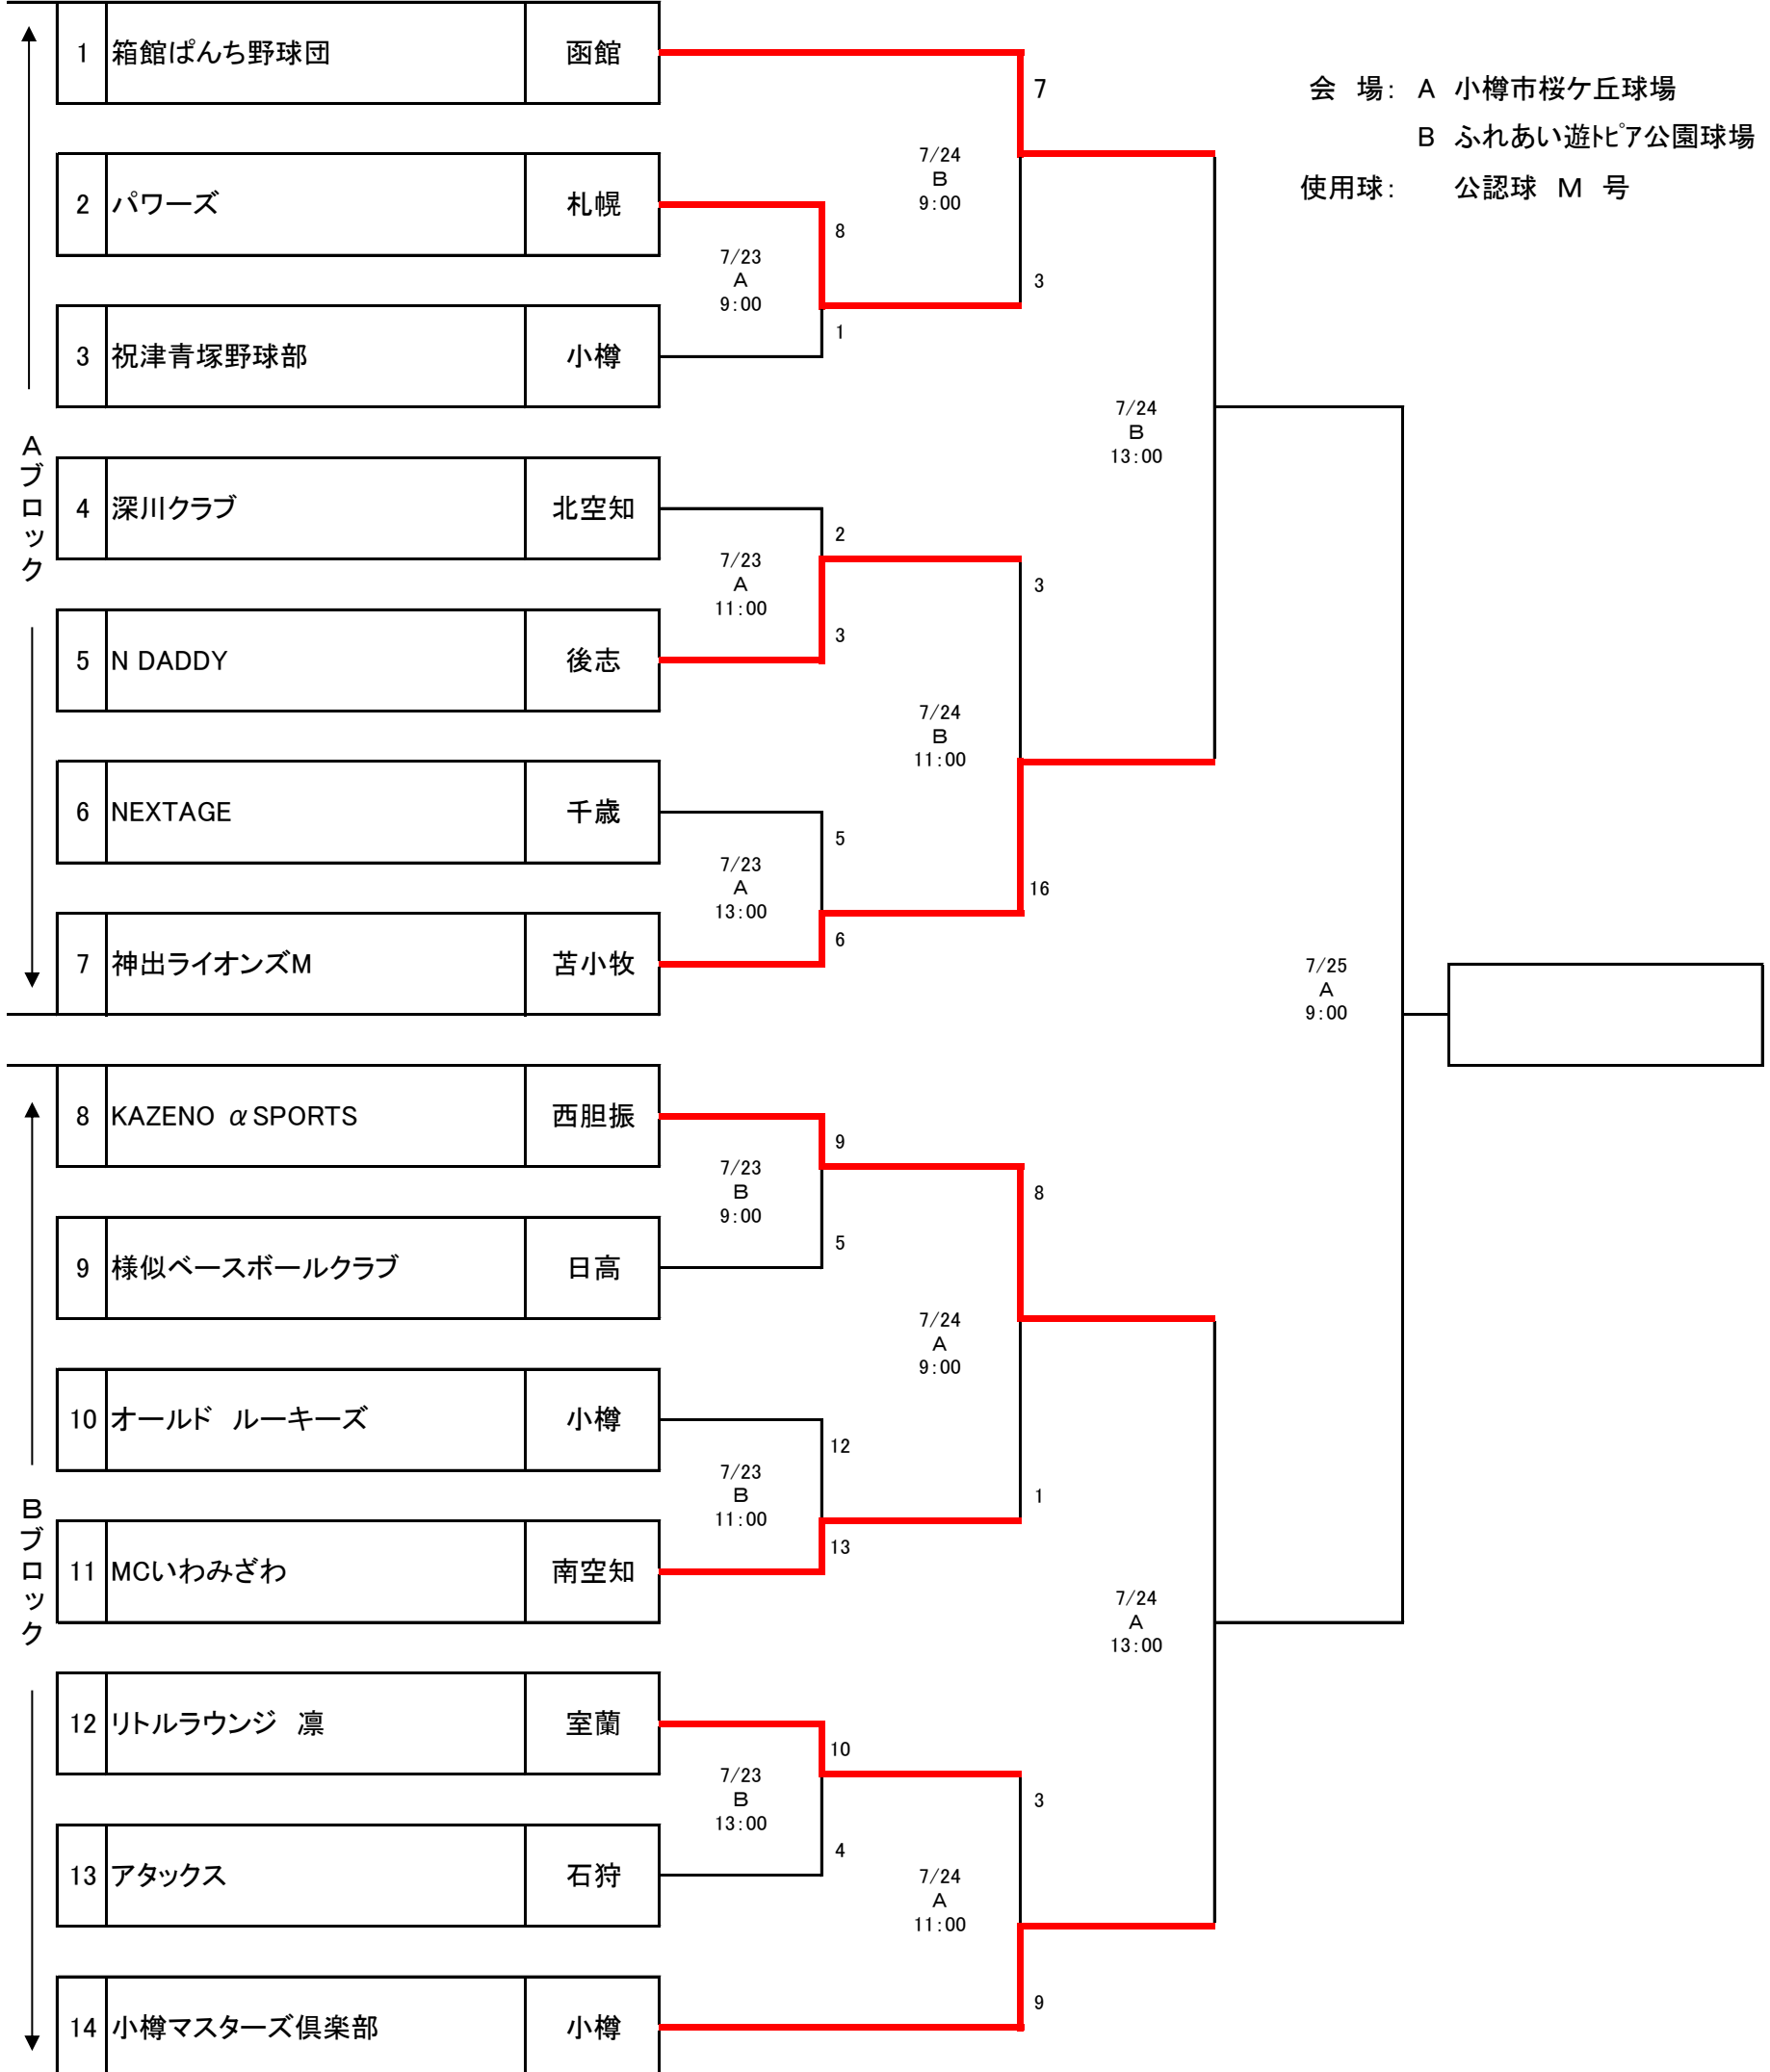 1 箱館ぱんち野球団 函館
7
会 場： A 小樽市桜ケ丘球場
B ふれあい遊トピア公園球場
使用球： 公認球 M 号
7/24
B
9:00
2 パワーズ 札幌
8
7/23
A
9:00
3
1
3 祝津青塚野球部 小樽
7/24
B
13:00
Aブロック
4 深川クラブ 北空知
2
7/23
A
11:00
3
3
5 N DADDY 後志
7/24
B
11:00
6 NEXTAGE 千歳
5
7/23
A
13:00
16
6
7 神出ライオンズM 苫小牧
7/25
A
9:00
8 KAZENO αSPORTS 西胆振
9
7/23
B
9:00
8
5
9 様似ベースボールクラブ 日高
7/24
A
9:00
10 オールド ルーキーズ 小樽
12
7/23
B
11:00
1
13
Bブロック
11 MCいわみざわ 南空知
7/24
A
13:00
12 リトルラウンジ 凛 室蘭
10
7/23
B
13:00
3
4
13 アタックス 石狩
7/24
A
11:00
9
14 小樽マスターズ倶楽部 小樽